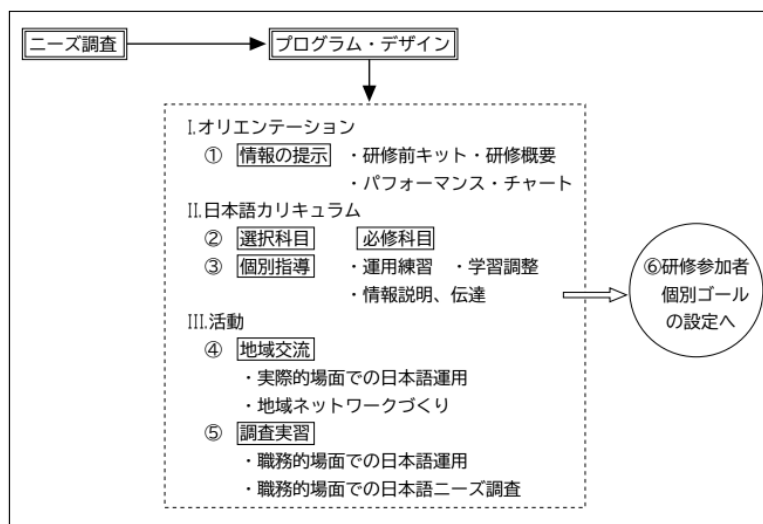 ニーズ調査
プログラム・デザイン
I.オリエンテーション
① 情報の提示 ・研修前キット・研修概要
・パフォーマンス・チャート
II.日本語カリキュラム
② 選択科目 必修科目
③ 個別指導 ・運用練習 ・学習調整
・情報説明、伝達
III.活動
④ 地域交流
・実際的場面での日本語運用
・地域ネットワークづくり
⑤ 調査実習
・職務的場面での日本語運用
・職務的場面での日本語ニーズ調査
⑥研修参加者
個別ゴール
の設定へ